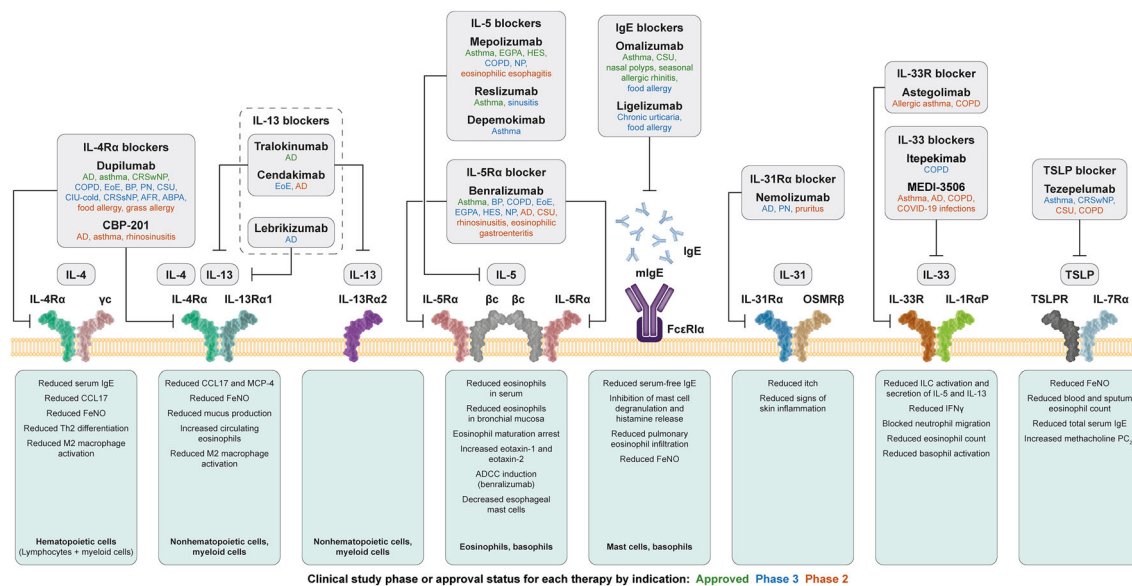 IL-5 blockers
Mepolizumab
Asthma, EGPA, HES,
COPD, NP,
eosinophilic esophagitis
Reslizumab
Asthma, sinusitis
Depemokimab
Asthma
IgE blockers
Omalizumab
Asthma, CSU,
nasal polyps, seasonal
allergic rhinitis,
food allergy
Ligelizumab
Chronic urticaria,
food allergy
IL-33R blocker
Astegolimab
Allergic asthma, COPD
IL-13 blockers
Tralokinumab
AD
Cendakimab
EoE, AD
Lebrikizumab
AD
IL-4Rα blockers
Dupilumab
AD, asthma, CRSwNP,
COPD, EoE, BP, PN, CSU,
CIU-cold, CRSsNP, AFR, ABPA,
food allergy, grass allergy
CBP-201
AD, asthma, rhinosinusitis
IL-5Rα blocker
Benralizumab
Asthma, BP, COPD, EoE,
EGPA, HES, NP, AD, CSU,
rhinosinusitis, eosinophilic
gastroenteritis
IL-31Rα blocker
Nemolizumab
AD, PN, pruritus
IL-33 blockers
Itepekimab
COPD
MEDI-3506
Asthma, AD, COPD,
COVID-19 infections
TSLP blocker
Tezepelumab
Asthma, CRSwNP,
CSU, COPD
IgE
mIgE
FcεRIα
IL-4
IL-4Rα
γc
IL-4
IL-13
IL-4Rα
IL-13Rα1
IL-13
IL-13Rα2
IL-5
IL-5Rα
βc
βc
IL-5Rα
IL-31
IL-31Rα
OSMRβ
IL-33
IL-33R
IL-1RαP
TSLP
TSLPR
IL-7Rα
Reduced serum IgE
Reduced CCL17
Reduced FeNO
Reduced Th2 differentiation
Reduced M2 macrophage
activation
Hematopoietic cells
(Lymphocytes + myeloid cells)
Reduced CCL17 and MCP-4
Reduced FeNO
Reduced mucus production
Increased circulating
eosinophils
Reduced M2 macrophage
activation
Nonhematopoietic cells,
myeloid cells
Nonhematopoietic cells,
myeloid cells
Reduced eosinophils
in serum
Reduced eosinophils
in bronchial mucosa
Eosinophil maturation arrest
Increased eotaxin-1 and
eotaxin-2
ADCC induction
(benralizumab)
Decreased esophageal
mast cells
Eosinophils, basophils
Reduced serum-free IgE
Inhibition of mast cell
degranulation and
histamine release
Reduced pulmonary
eosinophil infiltration
Reduced FeNO
Mast cells, basophils
Reduced itch
Reduced signs of
skin inflammation
Reduced ILC activation and
secretion of IL-5 and IL-13
Reduced IFNγ
Blocked neutrophil migration
Reduced eosinophil count
Reduced basophil activation
Reduced FeNO
Reduced blood and sputum
eosinophil count
Reduced total serum IgE
Increased methacholine PC
Clinical study phase or approval status for each therapy by indication: Approved Phase 3 Phase 2